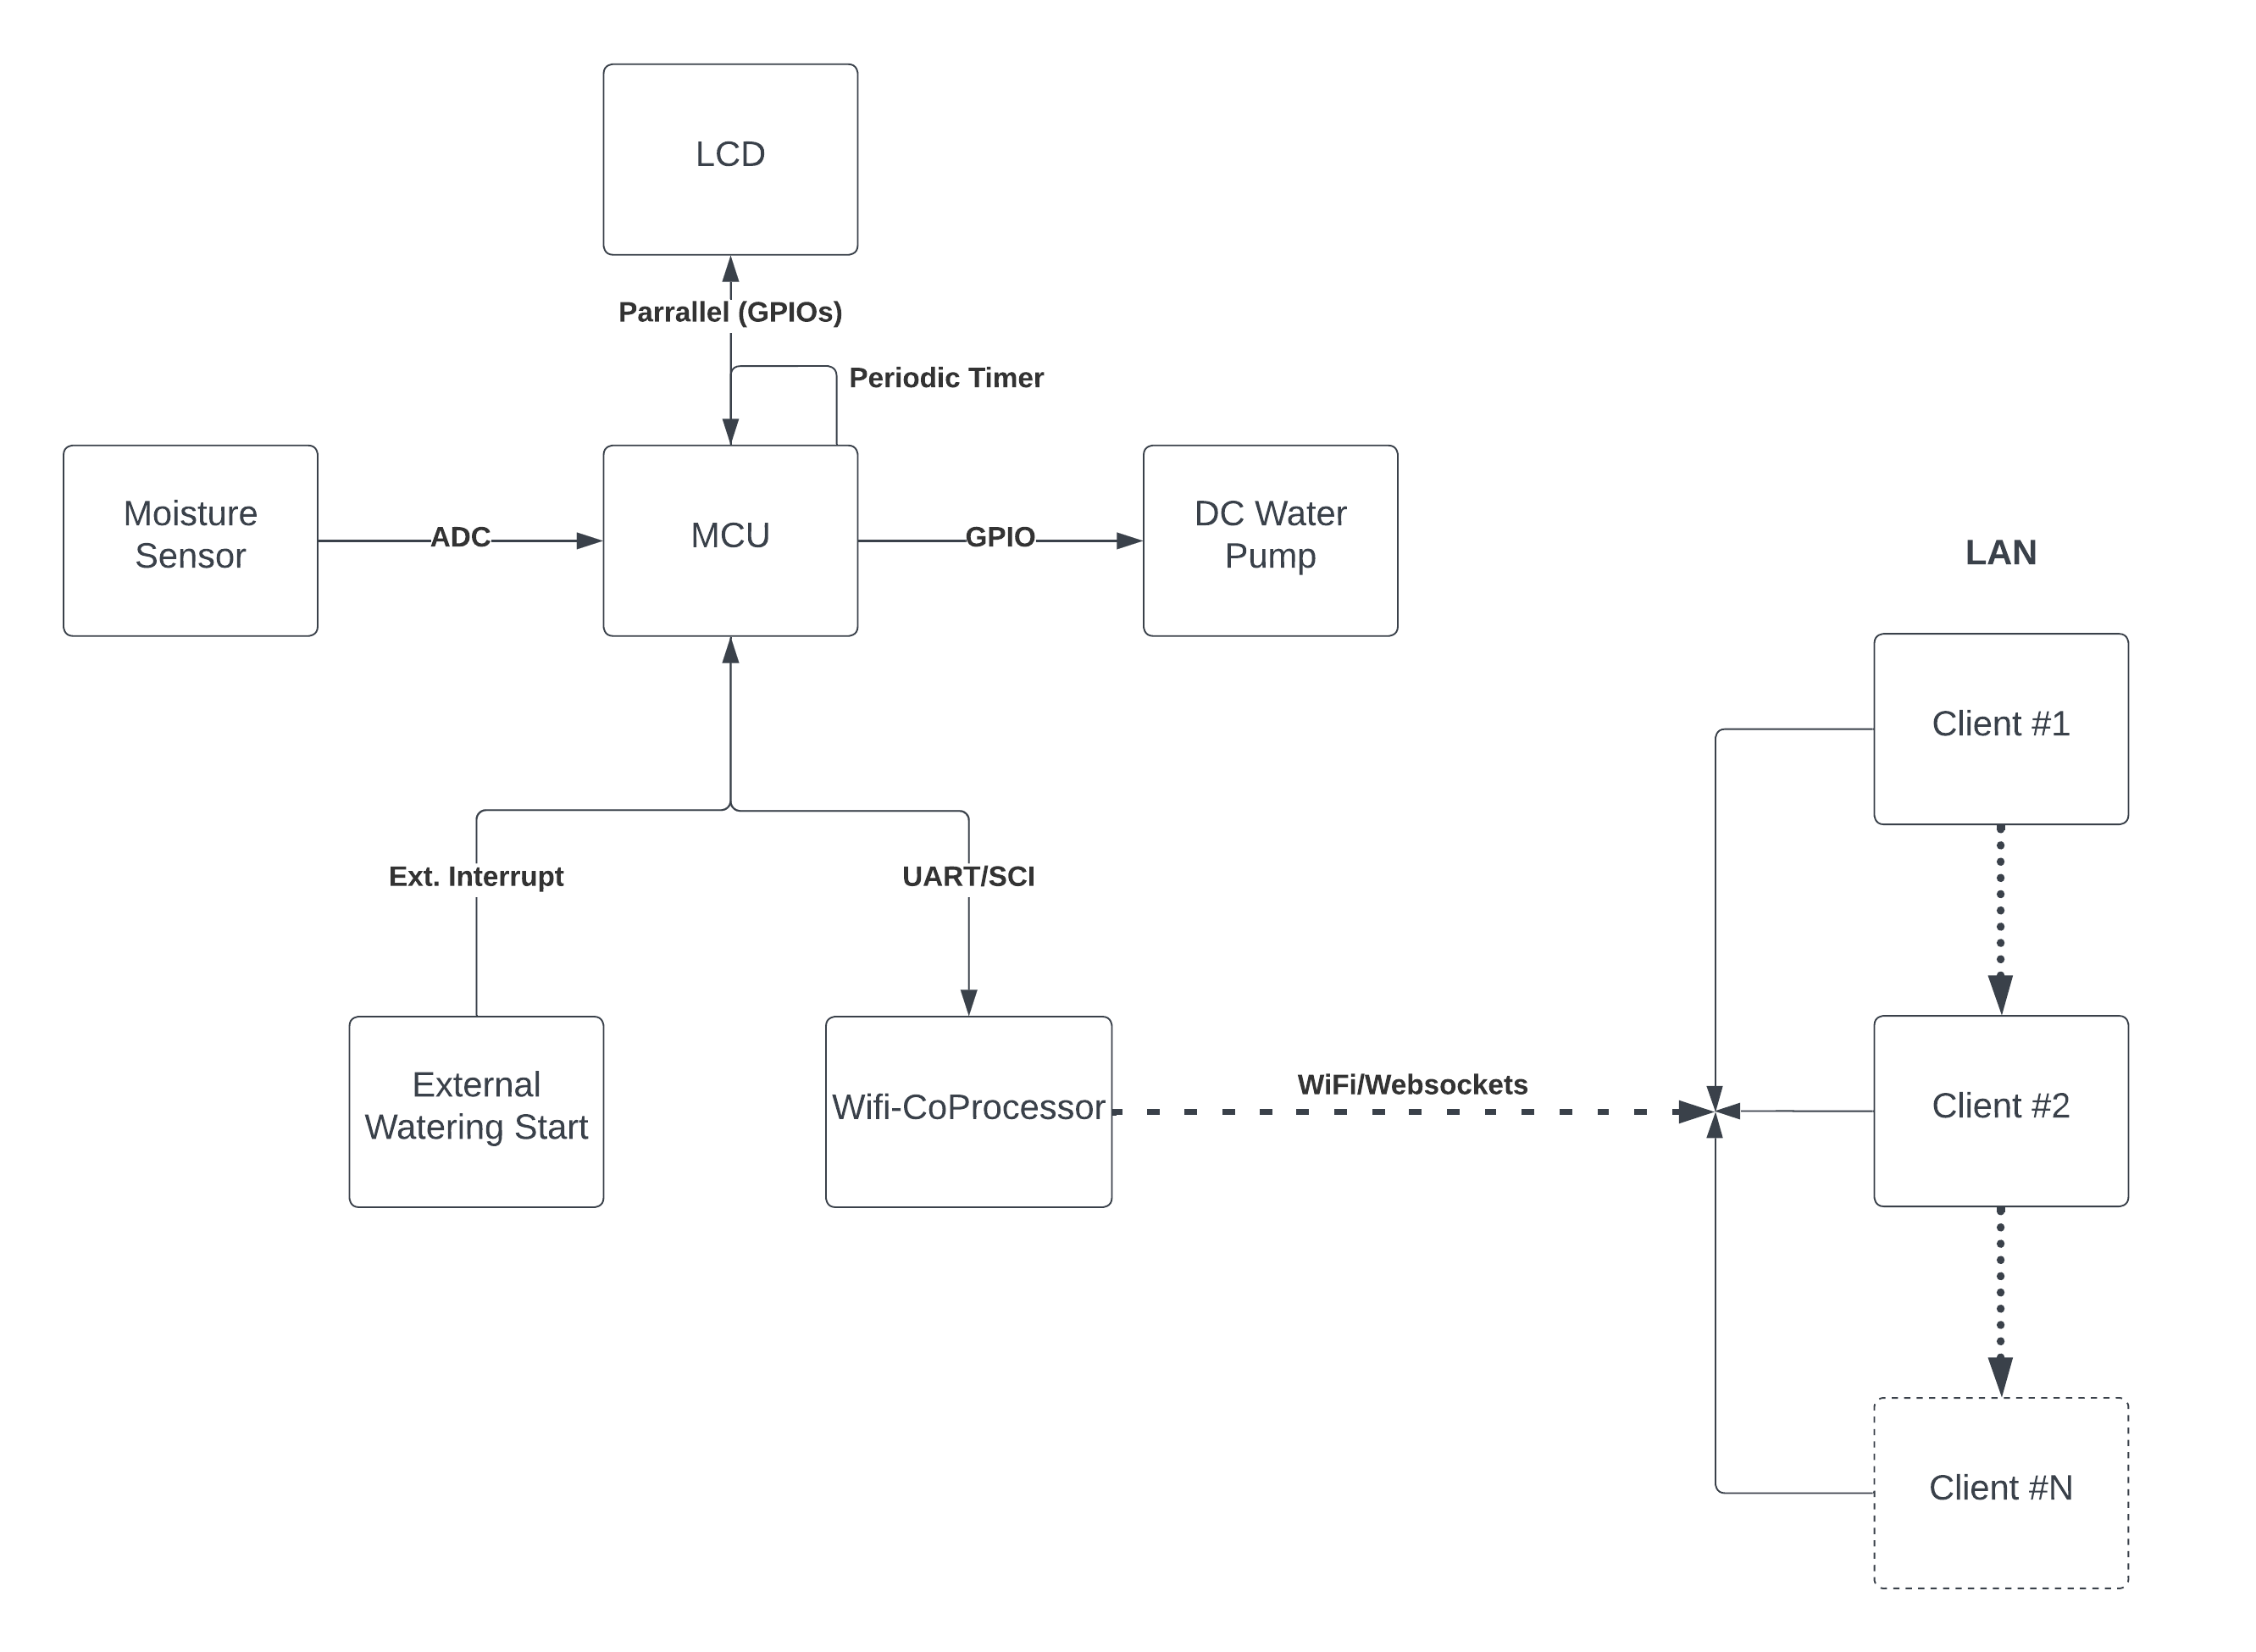 LCD
Parrallel (GPIOs)
Periodic Timer
Moisture
Sensor
ADC
MCU
GPIO
DC Water
Pump
LAN
Client #1
Ext. Interrupt
UART/SCI
External
Watering Start
Wifi-CoProcessor
WiFi/Websockets
Client #2
Client #N